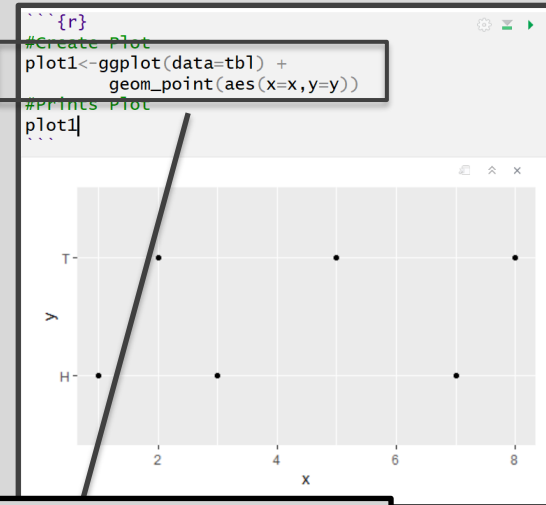 ```{r}
#Create Plot
plot1<-ggplot(data=tbl) +
geom_point(aes(x=x,y=y))
#Prints Plot
plot1
```
T
y
H
2 4 6 8
x